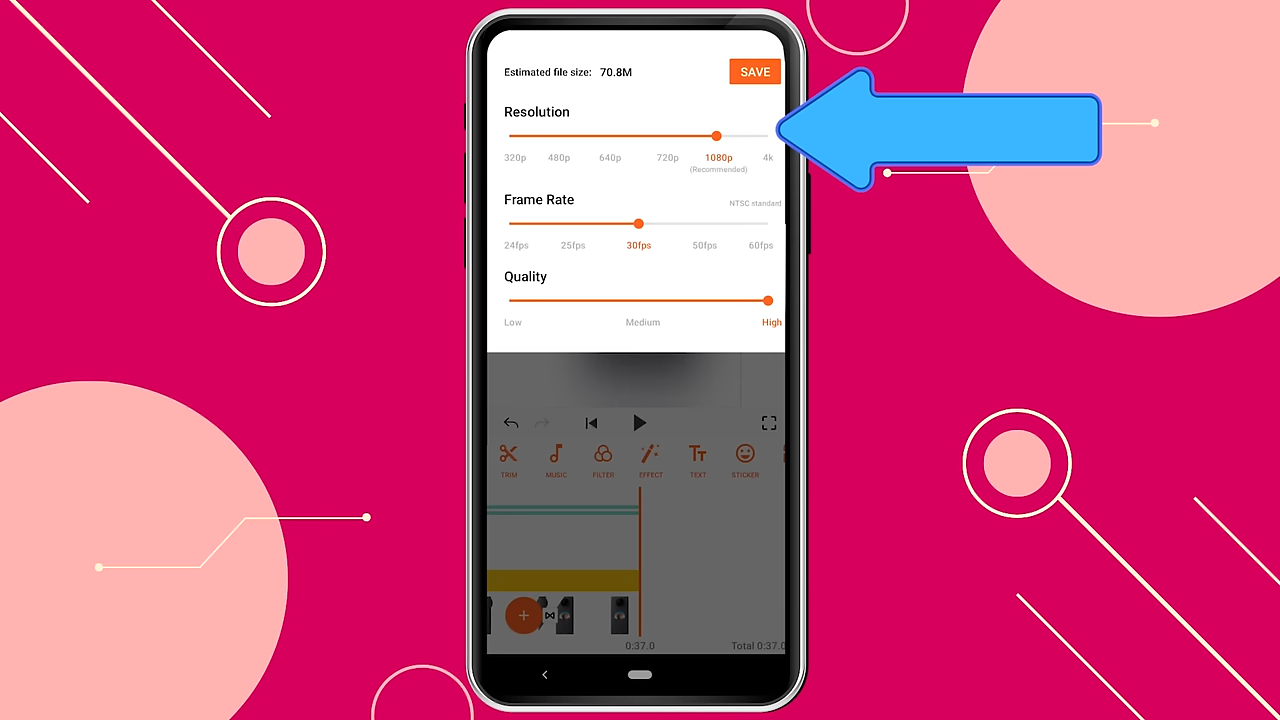 Estimated file size: 70.8M
SAVE
Resolution
320p 480p 640p 720p 1080p 4k
(Recommended)
Frame Rate NTSC standard
24fps 25fps 30fps 50fps 60fps
Quality
Low Medium High
TRIM MUSIC FILTER EFFECT TEXT STICKER
0:37.0 Total 0:37.0